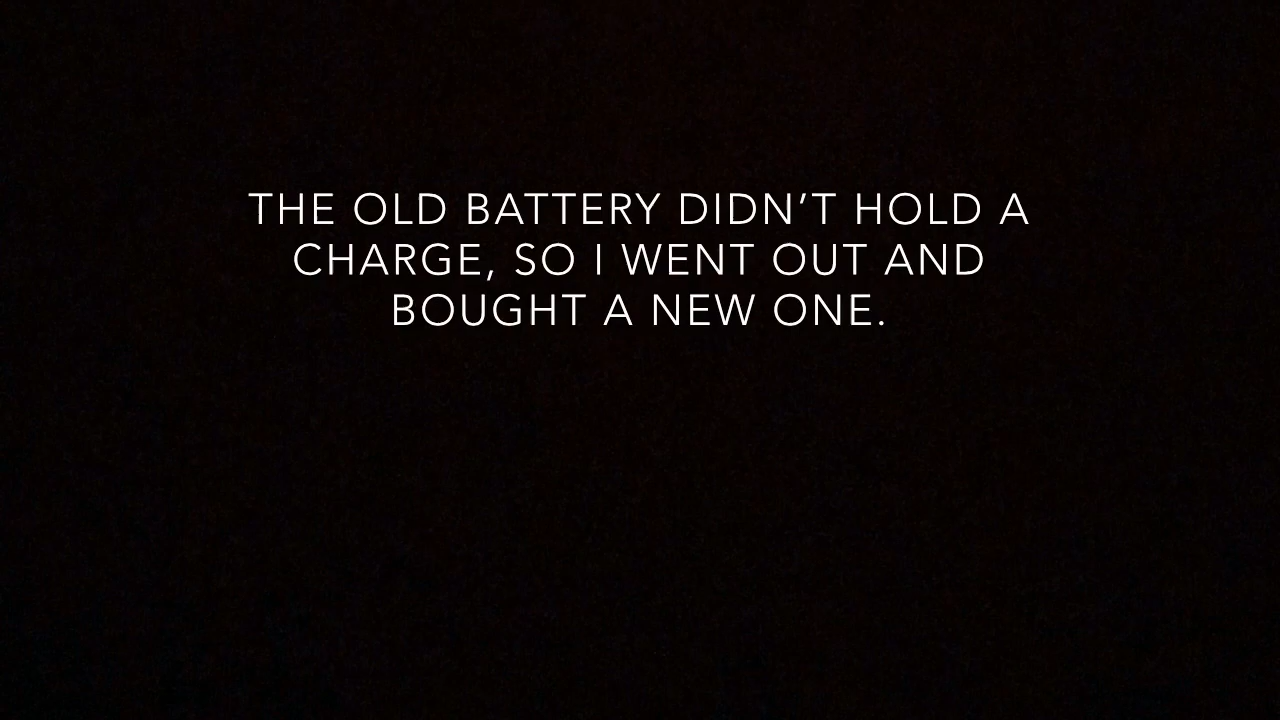 THE OLD BATTERY DIDN’T HOLD A
CHARGE, SO I WENT OUT AND
BOUGHT A NEW ONE.